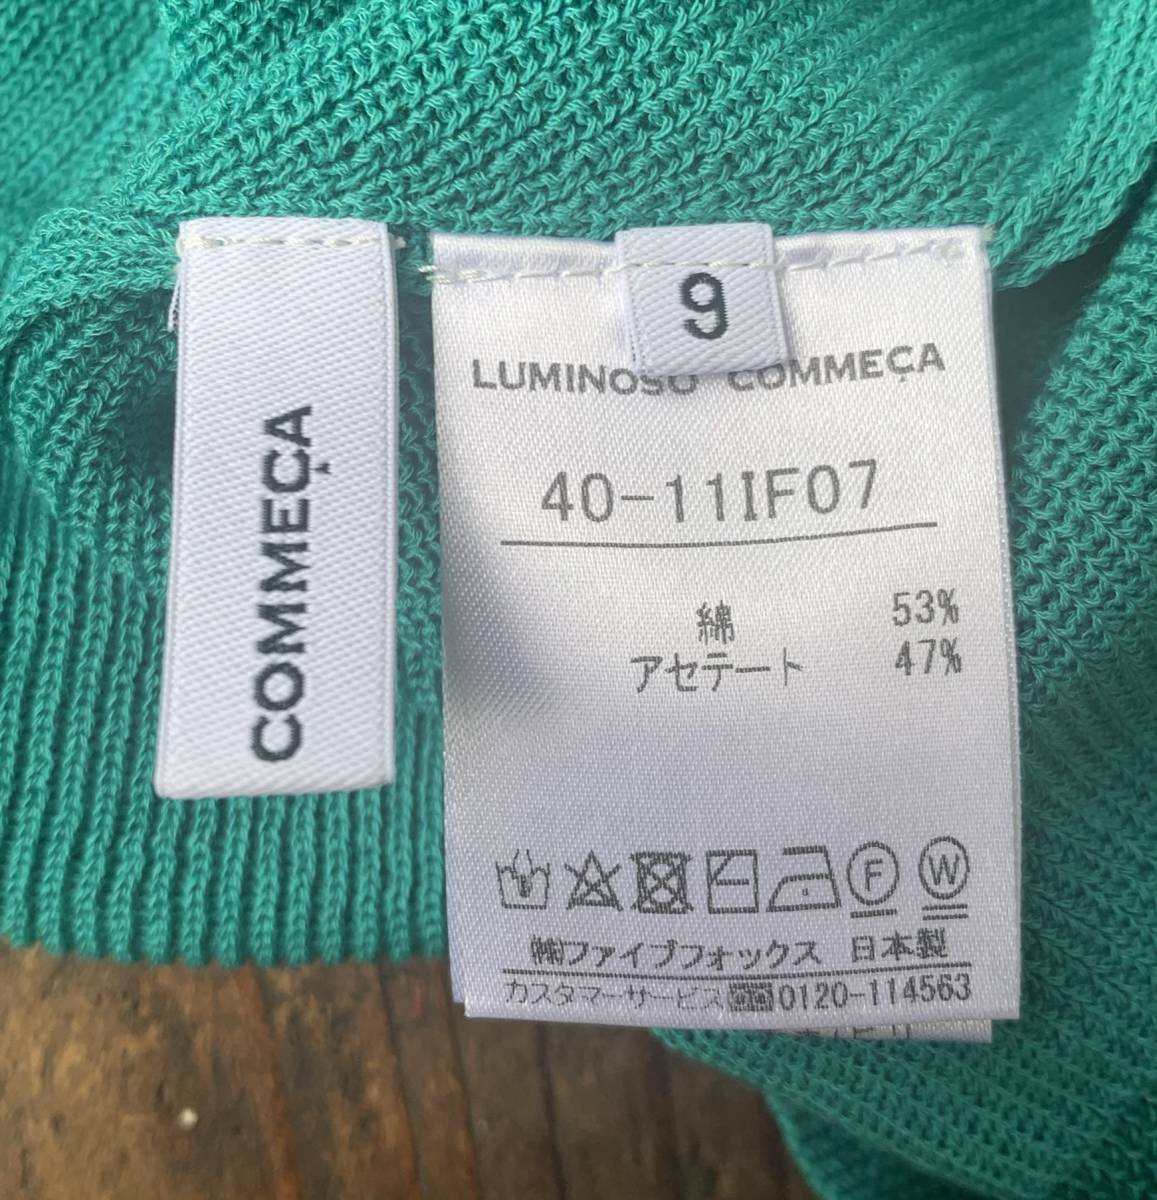 COMMEÇA
9
LUMINOSO COMMEÇA
40-11IF07
綿 53%
アセテート 47%
F W
㈱ファイブフォックス 日本製
カスタマーサービス 0120-114563